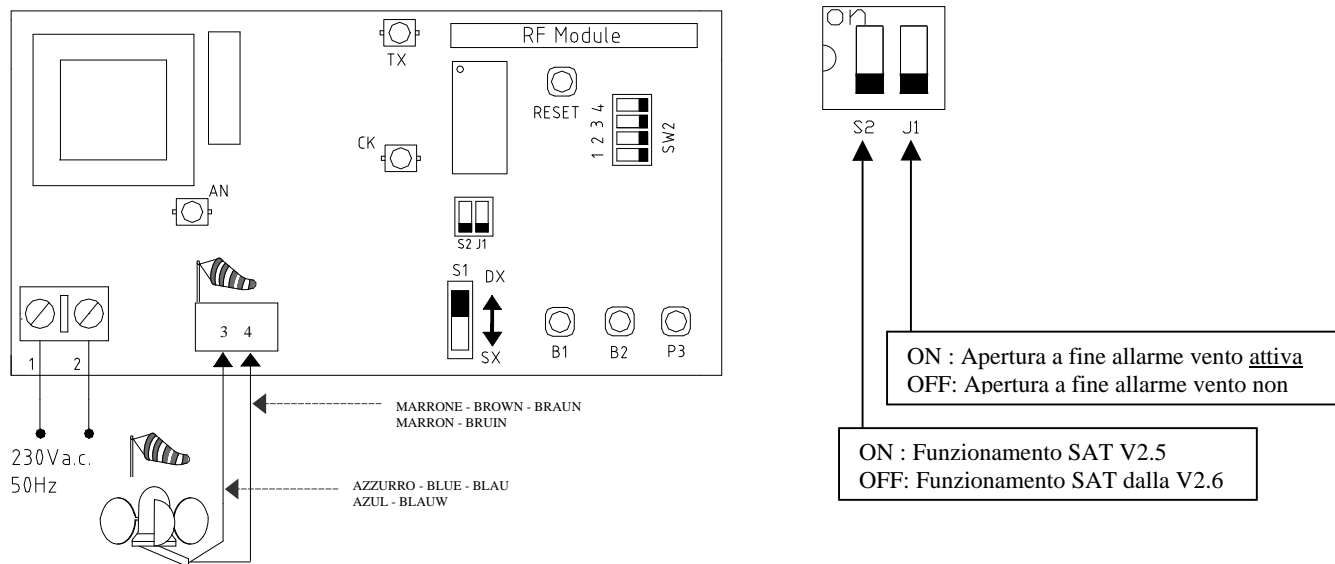 RF Module
TX
RESET
1 2 3 4
SW2
CK
AN
S2 J1
S1
DX
SX
3 4
B1
B2
P3
1
2
230Va.c.
50Hz
MARRONE - BROWN - BRAUN
MARRON - BRUIN
AZZURRO - BLUE - BLAU
AZUL - BLAUW
on
S2
J1
ON : Apertura a fine allarme vento attiva
OFF: Apertura a fine allarme vento non
ON : Funzionamento SAT V2.5
OFF: Funzionamento SAT dalla V2.6